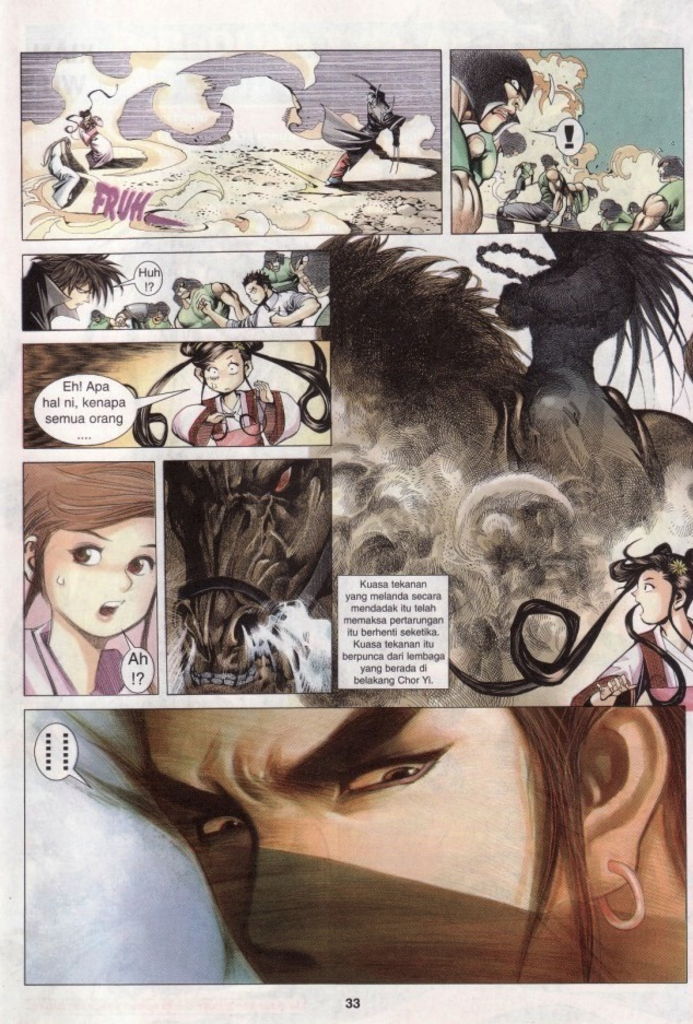 FRUH
!
Huh
!?
Eh! Apa
hal ni, kenapa
semua orang
....
Ah
!?
Kuasa tekanan
yang melanda secara
mendadak itu telah
memaksa pertarungan
itu berhenti seketika.
Kuasa tekanan itu
berpunca dari lembaga
yang berada di
belakang Chor Yi.
!!
33